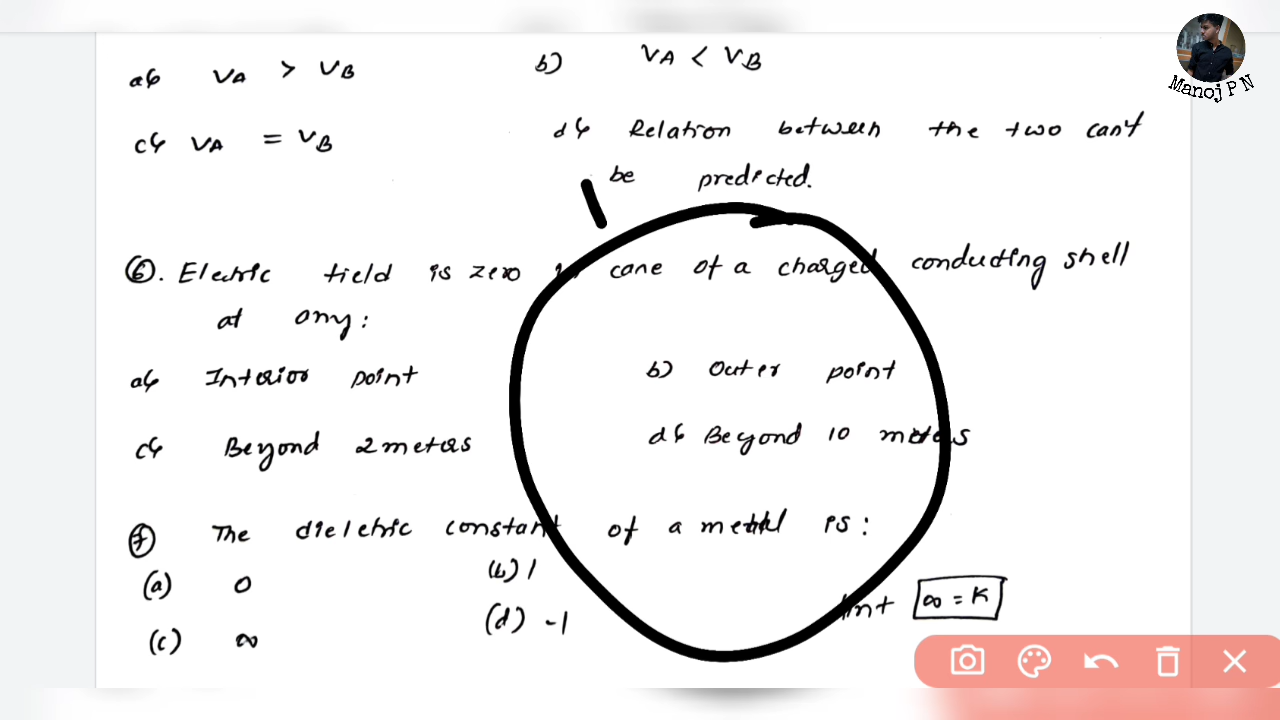 a) VA > VB
b) VA < VB
c) VA = VB
d) Relation between the two can't
be predicted.
6. Electric field is zero in case of a charged conducting shell
at any:
a) Interior point
b) Outer point
c) Beyond 2 meters
d) Beyond 10 meters
7 The dielectric constant of a metal is:
(a) 0
(b) 1
(c) ∞
(d) -1
∞ = K
Manoj P N